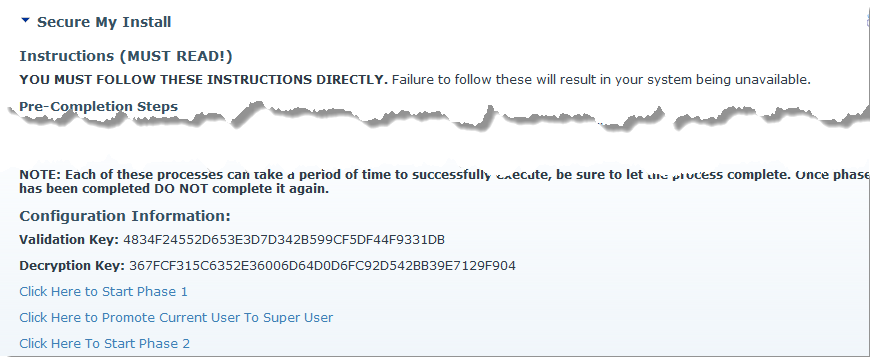 Secure My Install
Instructions (MUST READ!)
YOU MUST FOLLOW THESE INSTRUCTIONS DIRECTLY. Failure to follow these will result in your system being unavailable.
Pre-Completion Steps
NOTE: Each of these processes can take a period of time to successfully execute, be sure to let the process complete. Once phase
has been completed DO NOT complete it again.
Configuration Information:
Validation Key: 4834F24552D653E3D7D342B599CF5DF44F9331DB
Decryption Key: 367FCF315C6352E36006D64D0D6FC92D542BB39E7129F904
Click Here to Start Phase 1
Click Here to Promote Current User To Super User
Click Here To Start Phase 2